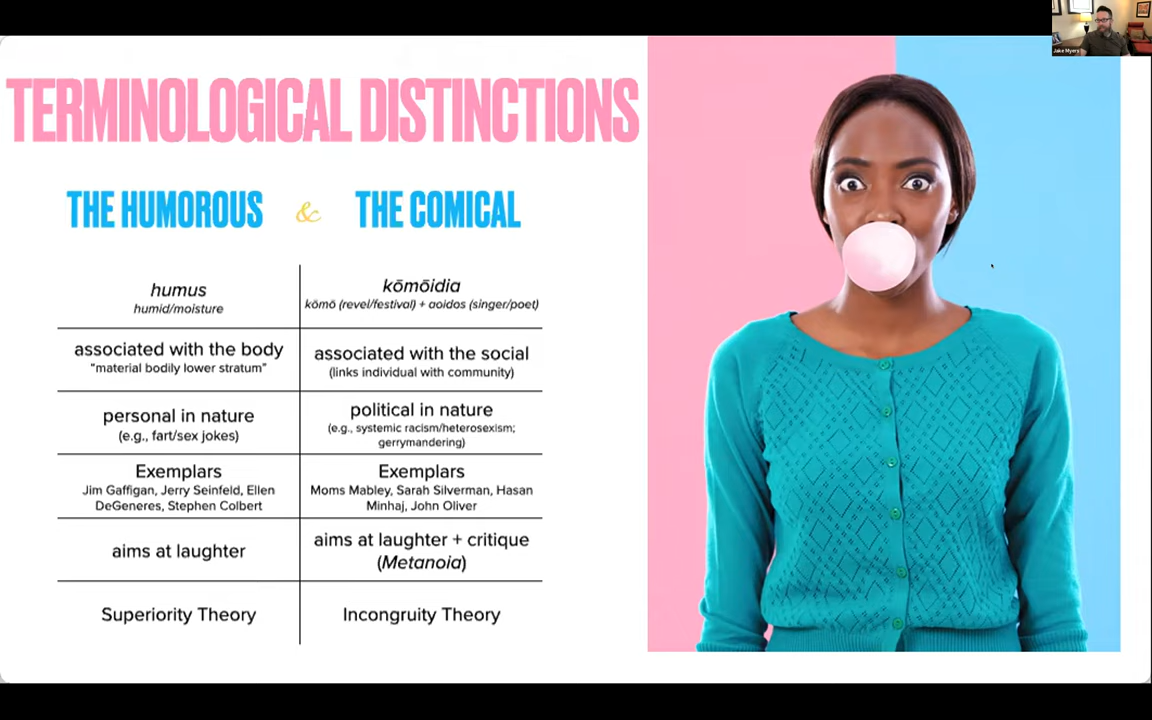 TERMINOLOGICAL DISTINCTIONS
THE HUMOROUS & THE COMICAL
humus
humid/moisture
kōmōidia
kōmō (revel/festival) + aoidos (singer/poet)
associated with the body
"material bodily lower stratum"
associated with the social
(links individual with community)
personal in nature
(e.g., fart/sex jokes)
political in nature
(e.g., systemic racism/heterosexism;
gerrymandering)
Exemplars
Jim Gaffigan, Jerry Seinfeld, Ellen
DeGeneres, Stephen Colbert
Exemplars
Moms Mabley, Sarah Silverman, Hasan
Minhaj, John Oliver
aims at laughter
aims at laughter + critique
(Metanoia)
Superiority Theory
Incongruity Theory
Jake Myers